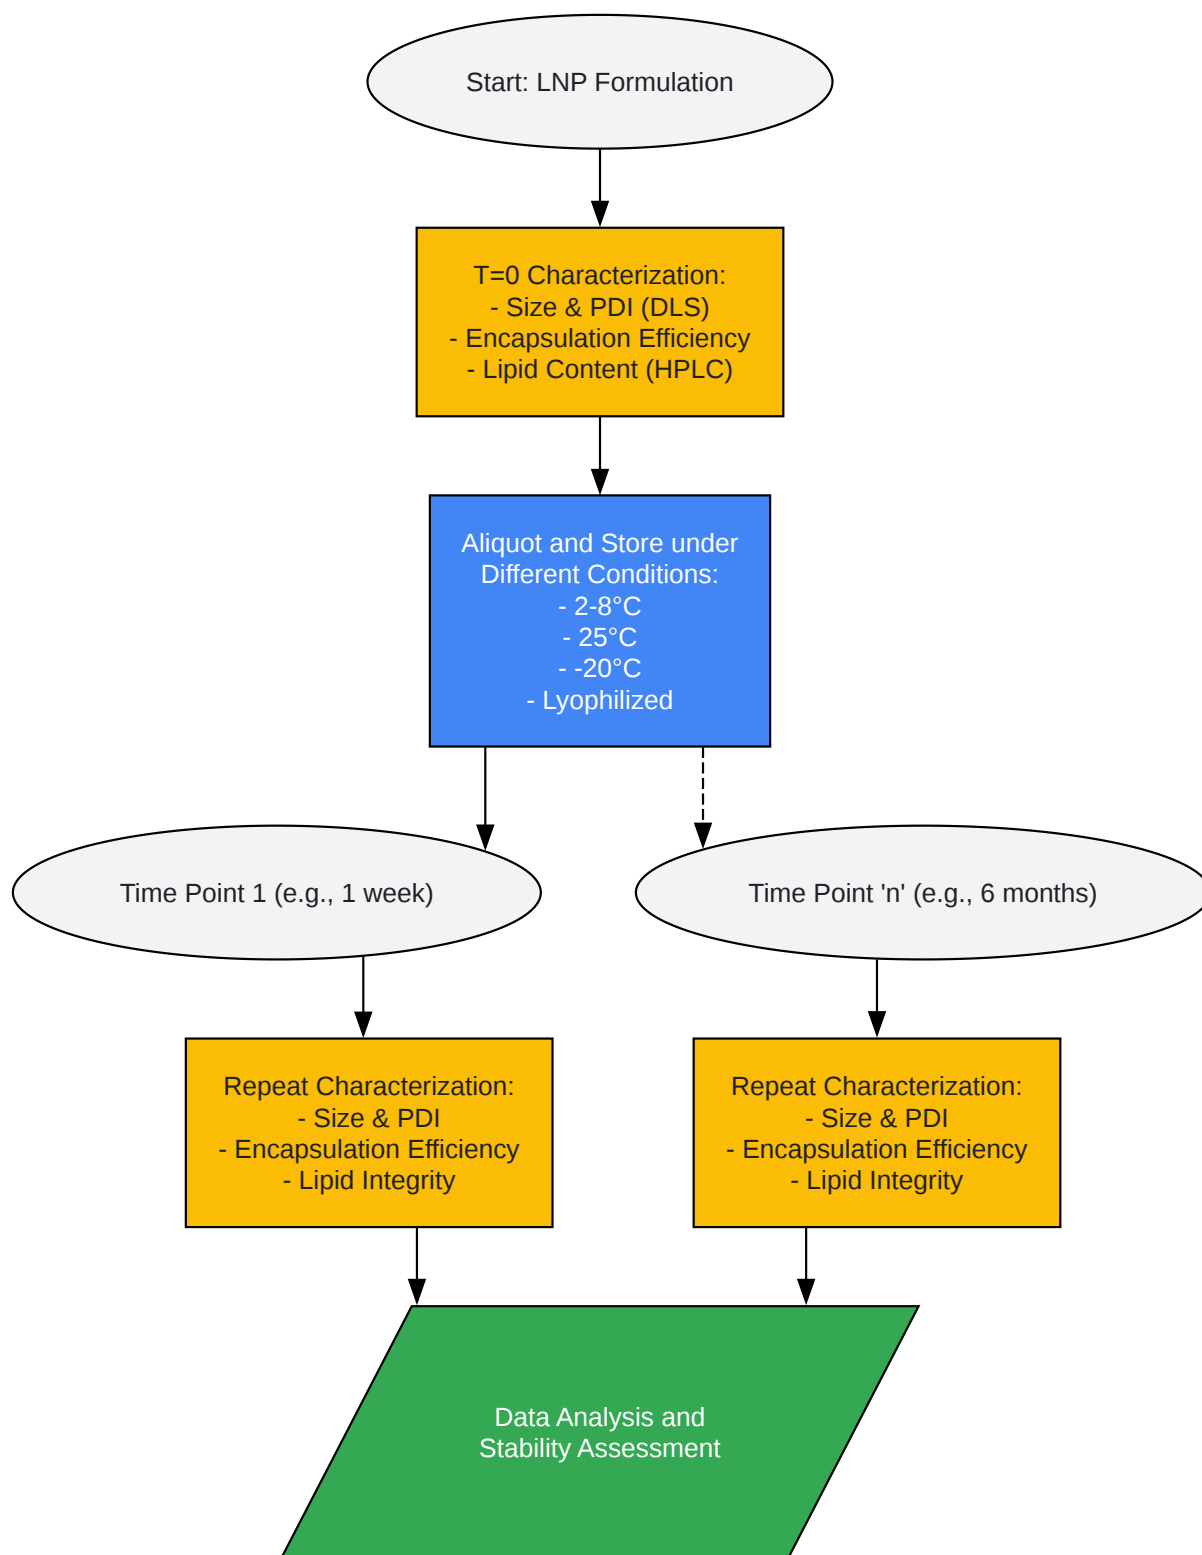 Start: LNP Formulation
T=0 Characterization:
- Size & PDI (DLS)
- Encapsulation Efficiency
- Lipid Content (HPLC)
Aliquot and Store under
Different Conditions:
- 2-8°C
- 25°C
- -20°C
- Lyophilized
Time Point 1 (e.g., 1 week)
Time Point 'n' (e.g., 6 months)
Repeat Characterization:
- Size & PDI
- Encapsulation Efficiency
- Lipid Integrity
Repeat Characterization:
- Size & PDI
- Encapsulation Efficiency
- Lipid Integrity
Data Analysis and
Stability Assessment